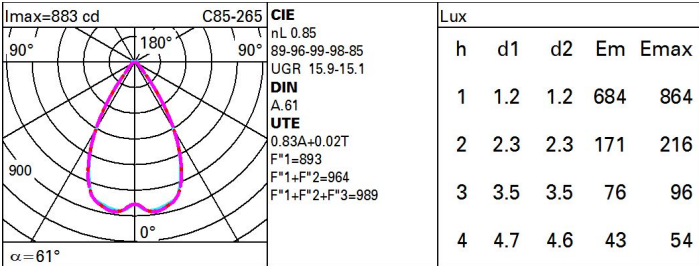 Imax=883 cd C85-265
90° 180° 90°
900
0°
α=61°
CIE
nL 0.85
89-96-99-98-85
UGR 15.9-15.1
DIN
A.61
UTE
0.83A+0.02T
F"1=893
F"1+F"2=964
F"1+F"2+F"3=989
Lux
h d1 d2 Em Emax
1 1.2 1.2 684 864
2 2.3 2.3 171 216
3 3.5 3.5 76 96
4 4.7 4.6 43 54